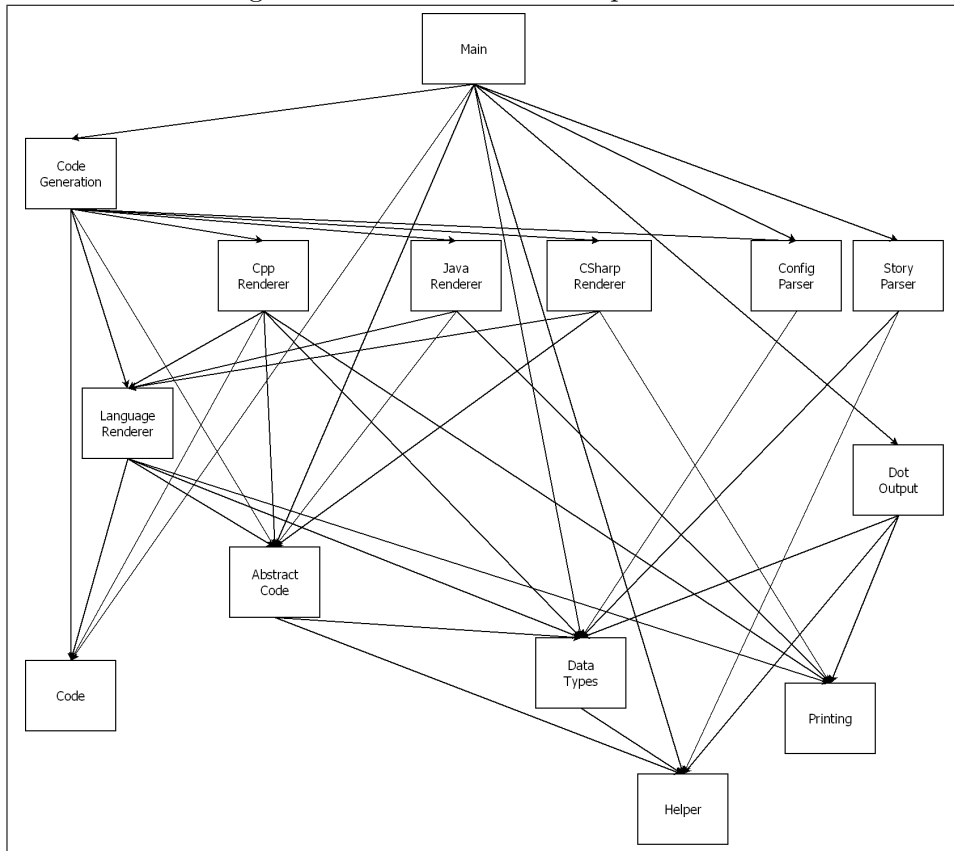 Main
Code
Generation
Cpp
Renderer
Java
Renderer
CSharp
Renderer
Config
Parser
Story
Parser
Language
Renderer
Dot
Output
Abstract
Code
Data
Types
Code
Printing
Helper